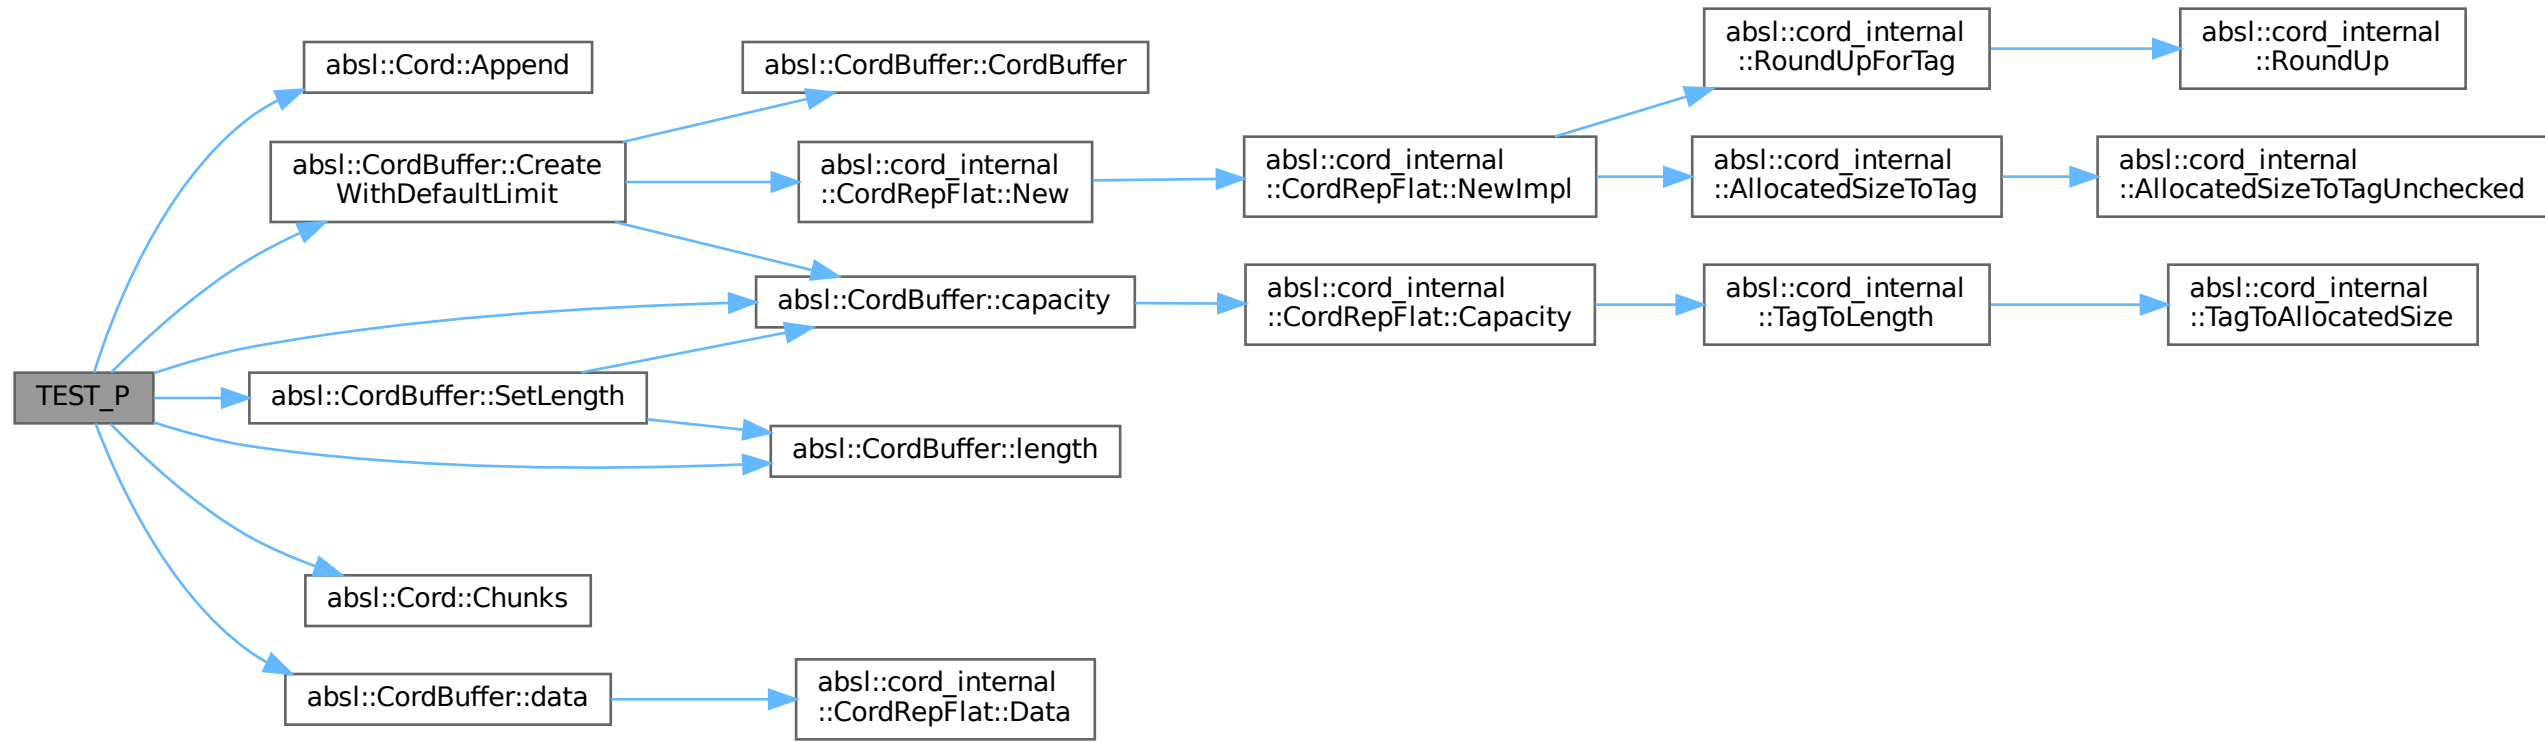 TEST_P
absl::Cord::Append
absl::CordBuffer::Create
WithDefaultLimit
absl::CordBuffer::CordBuffer
absl::cord_internal
::CordRepFlat::New
absl::cord_internal
::CordRepFlat::NewImpl
absl::cord_internal
::RoundUpForTag
absl::cord_internal
::RoundUp
absl::cord_internal
::AllocatedSizeToTag
absl::cord_internal
::AllocatedSizeToTagUnchecked
absl::CordBuffer::capacity
absl::cord_internal
::CordRepFlat::Capacity
absl::cord_internal
::TagToLength
absl::cord_internal
::TagToAllocatedSize
absl::CordBuffer::SetLength
absl::CordBuffer::length
absl::Cord::Chunks
absl::CordBuffer::data
absl::cord_internal
::CordRepFlat::Data